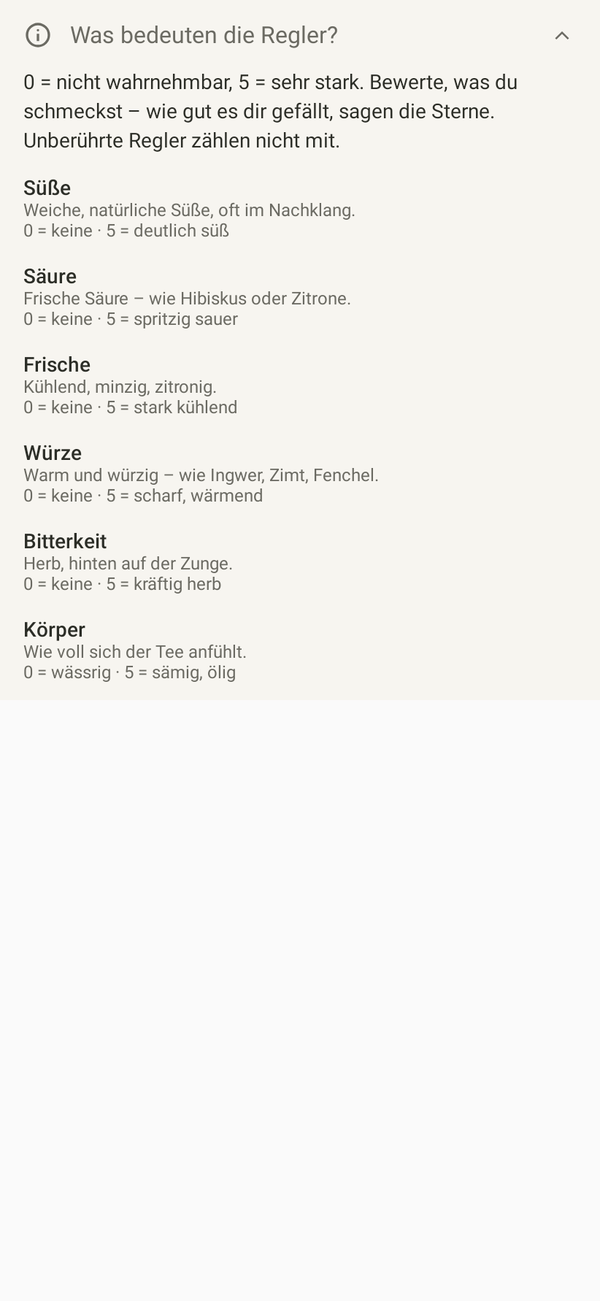 Was bedeuten die Regler?
0 = nicht wahrnehmbar, 5 = sehr stark. Bewerte, was du
schmeckst – wie gut es dir gefällt, sagen die Sterne.
Unberührte Regler zählen nicht mit.
Süße
Weiche, natürliche Süße, oft im Nachklang.
0 = keine · 5 = deutlich süß
Säure
Frische Säure – wie Hibiskus oder Zitrone.
0 = keine · 5 = spritzig sauer
Frische
Kühlend, minzig, zitronig.
0 = keine · 5 = stark kühlend
Würze
Warm und würzig – wie Ingwer, Zimt, Fenchel.
0 = keine · 5 = scharf, wärmend
Bitterkeit
Herb, hinten auf der Zunge.
0 = keine · 5 = kräftig herb
Körper
Wie voll sich der Tee anfühlt.
0 = wässrig · 5 = sämig, ölig